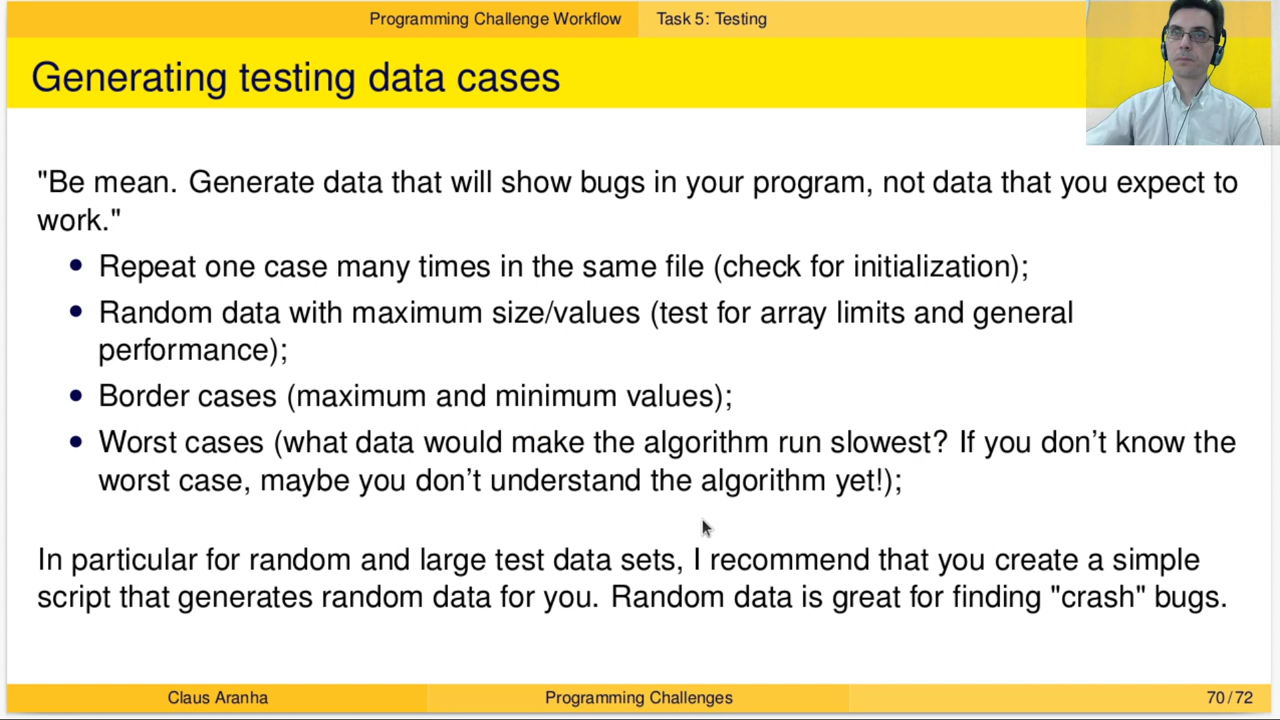 Programming Challenge Workflow Task 5: Testing
Generating testing data cases
"Be mean. Generate data that will show bugs in your program, not data that you expect to
work."
• Repeat one case many times in the same file (check for initialization);
• Random data with maximum size/values (test for array limits and general
performance);
• Border cases (maximum and minimum values);
• Worst cases (what data would make the algorithm run slowest? If you don't know the
worst case, maybe you don't understand the algorithm yet!);
In particular for random and large test data sets, I recommend that you create a simple
script that generates random data for you. Random data is great for finding "crash" bugs.
Claus Aranha Programming Challenges 70/72